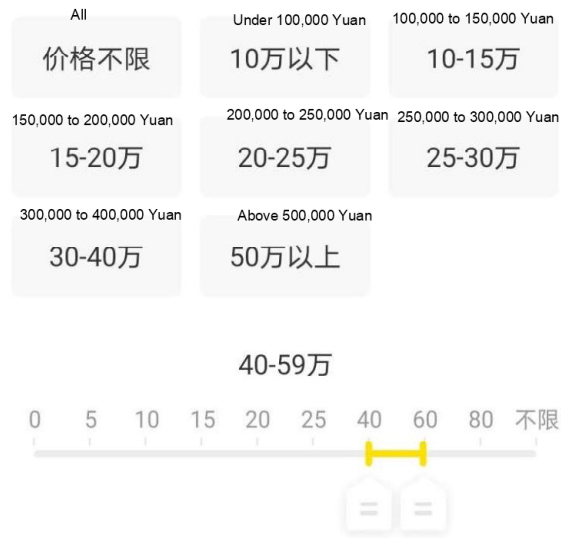 All
Under 100,000 Yuan
100,000 to 150,000 Yuan
价格不限
10万以下
10-15万
150,000 to 200,000 Yuan
200,000 to 250,000 Yuan
250,000 to 300,000 Yuan
15-20万
20-25万
25-30万
300,000 to 400,000 Yuan
Above 500,000 Yuan
30-40万
50万以上
40-59万
0 5 10 15 20 25 40 60 80 不限